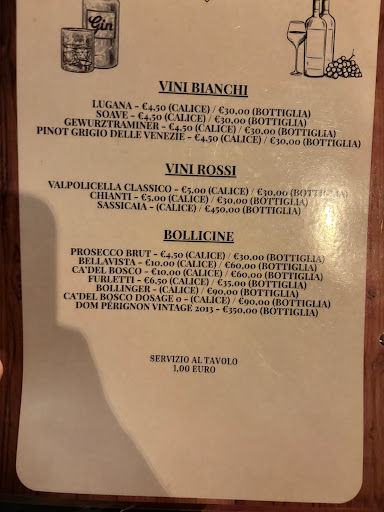 Gin
VINI BIANCHI
LUGANA - €4,50 (CALICE) / €30,00 (BOTTIGLIA)
SOAVE - €4,50 (CALICE) / €30,00 (BOTTIGLIA)
GEWURZTRAMINER - €4,50 (CALICE) / €30,00 (BOTTIGLIA)
PINOT GRIGIO DELLE VENEZIE - €4,50 (CALICE) / €30,00 (BOTTIGLIA)
VINI ROSSI
VALPOLICELLA CLASSICO - €5,00 (CALICE) / €30,00 (BOTTIGLIA)
CHIANTI - €5,00 (CALICE) / €30,00 (BOTTIGLIA)
SASSICAIA - (CALICE) / €450,00 (BOTTIGLIA)
BOLLICINE
PROSECCO BRUT - €4,50 (CALICE) / €30,00 (BOTTIGLIA)
BELLAVISTA - €10,00 (CALICE) / €60,00 (BOTTIGLIA)
CA'DEL BOSCO - €10,00 (CALICE) / €60,00 (BOTTIGLIA)
FURLETTI - €6,50 (CALICE) / €35,00 (BOTTIGLIA)
BOLLINGER - (CALICE) / €90,00 (BOTTIGLIA)
CA'DEL BOSCO DOSAGE 0 - (CALICE) / €90,00 (BOTTIGLIA)
DOM PÉRIGNON VINTAGE 2013 - €350,00 (BOTTIGLIA)
SERVIZIO AL TAVOLO
1,00 EURO